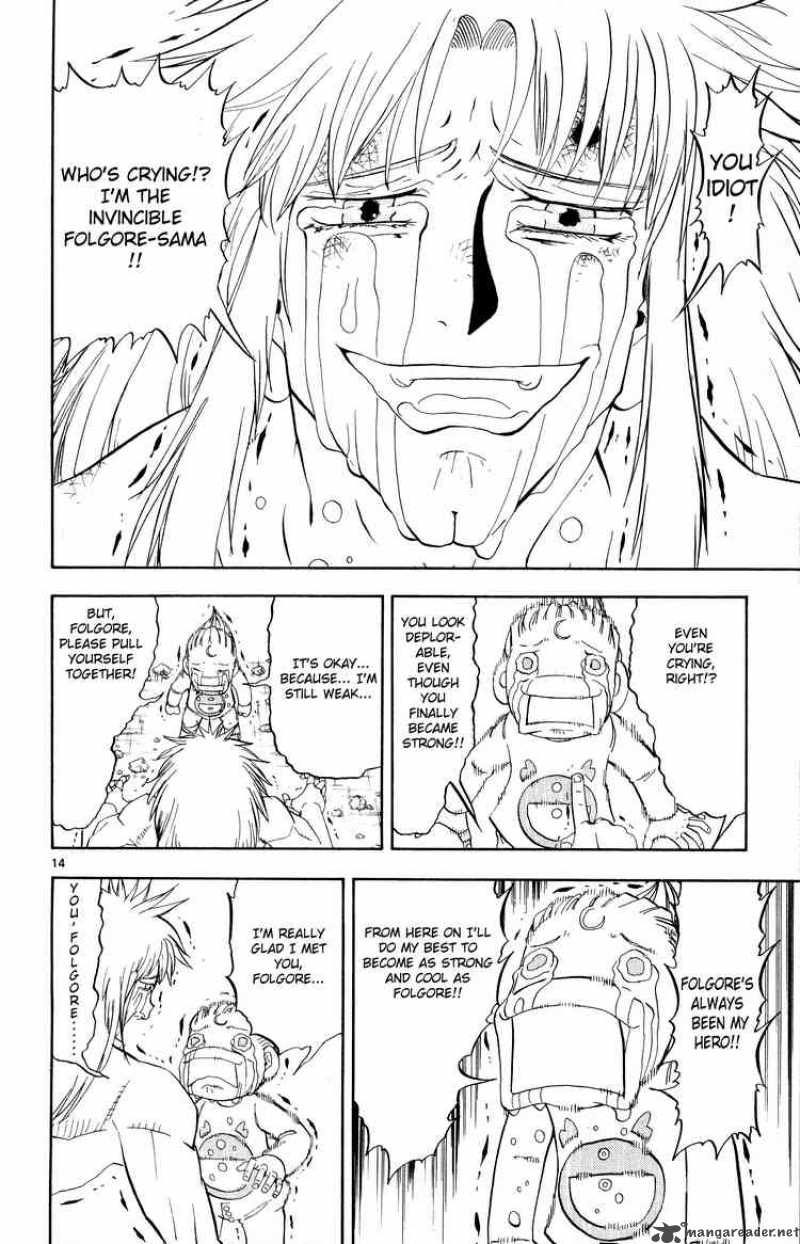 YOU
IDIOT
!
WHO'S CRYING!?
I'M THE
INVINCIBLE
FOLGORE-SAMA
!!
EVEN
YOU'RE
CRYING,
RIGHT!?
YOU LOOK
DEPLOR-
ABLE,
EVEN
THOUGH
YOU
FINALLY
BECAME
STRONG!!
IT'S OKAY...
BECAUSE... I'M
STILL WEAK...
BUT,
FOLGORE,
PLEASE PULL
YOURSELF
TOGETHER!
14
FOLGORE'S
ALWAYS
BEEN MY
HERO!!
FROM HERE ON I'LL
DO MY BEST TO
BECOME AS STRONG
AND COOL AS
FOLGORE!!
I'M REALLY
GLAD I MET
YOU,
FOLGORE...
YOU, FOLGORE........
mangareader.net